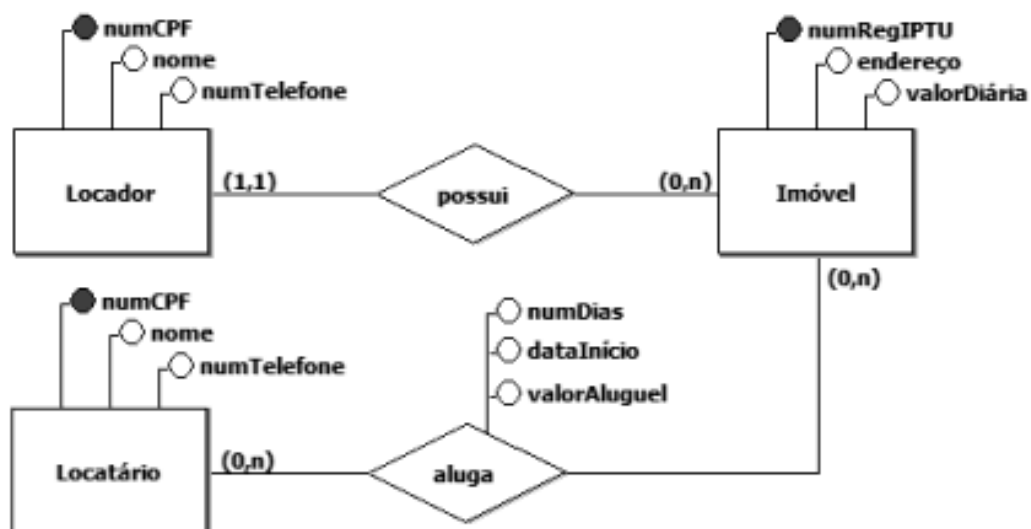 numCPF
nome
numTelefone
Locador
(1,1)
possui
(0,n)
numRegIPTU
endereço
valorDiária
Imóvel
(0,n)
numCPF
nome
numTelefone
Locatário
(0,n)
numDias
dataInício
valorAluguel
aluga